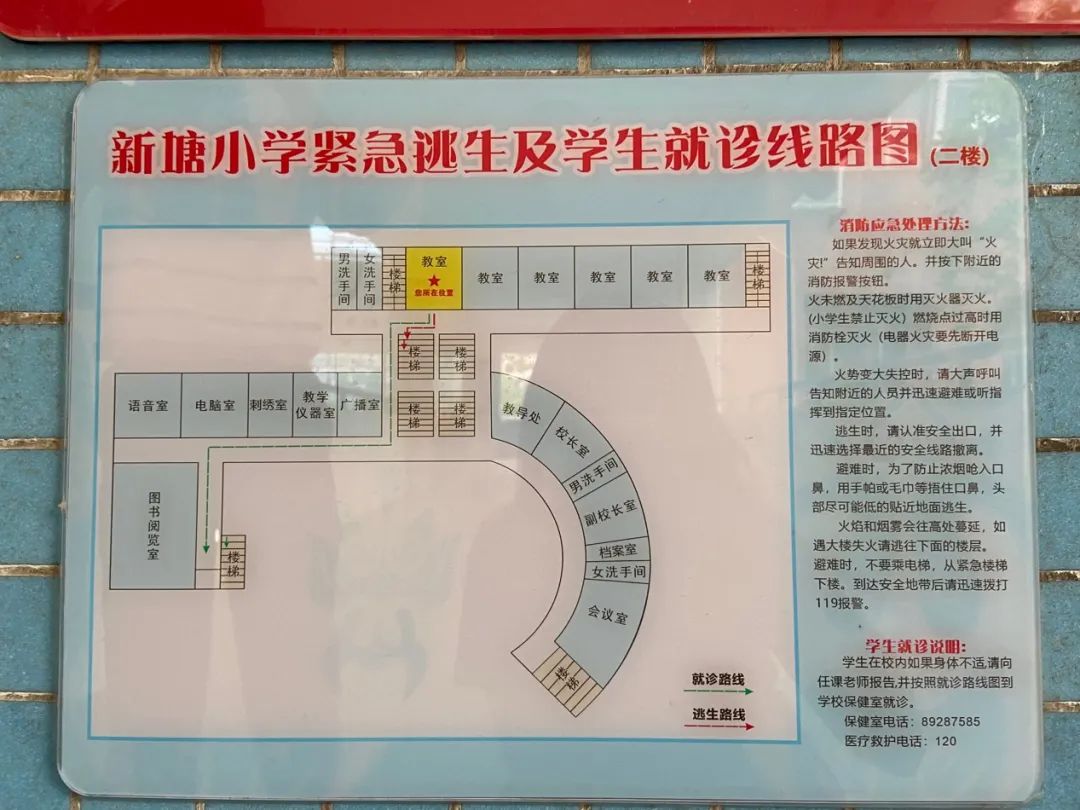 新塘小学紧急逃生及学生就诊线路图 (二楼)
男洗手间
女洗手间
楼梯
教室
您所在位置
教室
教室
教室
教室
教室
楼梯
楼梯
楼梯
楼梯
楼梯
语音室
电脑室
刺绣室
教学
仪器室
广播室
图书阅览室
楼梯
教导处
校长室
男洗手间
副校长室
档案室
女洗手间
会议室
楼梯
就诊路线
逃生路线
消防应急处理方法:
如果发现火灾就立即大叫“火
灾!”告知周围的人。并按下附近的
消防报警按钮。
火未燃及天花板时用灭火器灭火。
(小学生禁止灭火)燃烧点过高时用
消防栓灭火(电器火灾要先断开电
源)。
火势变大失控时,请大声呼叫
告知附近的人员并迅速避难或听指
挥到指定位置。
逃生时,请认准安全出口,并
迅速选择最近的安全线路撤离。
避难时,为了防止浓烟呛入口
鼻,用手帕或毛巾等捂住口鼻,头
部尽可能低的贴近地面逃生。
火焰和烟雾会往高处蔓延,如
遇大楼失火请逃往下面的楼层。
避难时,不要乘电梯,从紧急楼梯
下楼。到达安全地带后请迅速拨打
119报警。
学生就诊说明:
学生在校内如果身体不适,请向
任课老师报告,并按照就诊路线图到
学校保健室就诊。
保健室电话:89287585
医疗救护电话:120